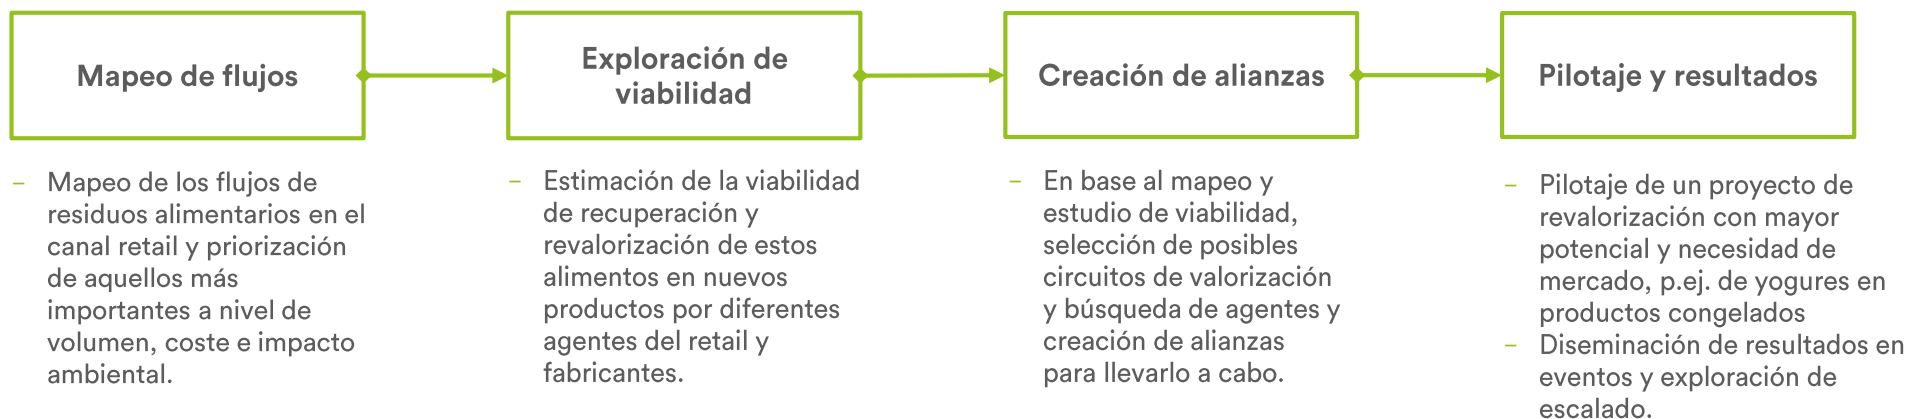 Mapeo de flujos
– Mapeo de los flujos de
residuos alimentarios en el
canal retail y priorización
de aquellos más
importantes a nivel de
volumen, coste e impacto
ambiental.
Exploración de
viabilidad
– Estimación de la viabilidad
de recuperación y
revalorización de estos
alimentos en nuevos
productos por diferentes
agentes del retail y
fabricantes.
Creación de alianzas
– En base al mapeo y
estudio de viabilidad,
selección de posibles
circuitos de valorización
y búsqueda de agentes y
creación de alianzas
para llevarlo a cabo.
Pilotaje y resultados
– Pilotaje de un proyecto de
revalorización con mayor
potencial y necesidad de
mercado, p.ej. de yogures en
productos congelados
– Diseminación de resultados en
eventos y exploración de
escalado.